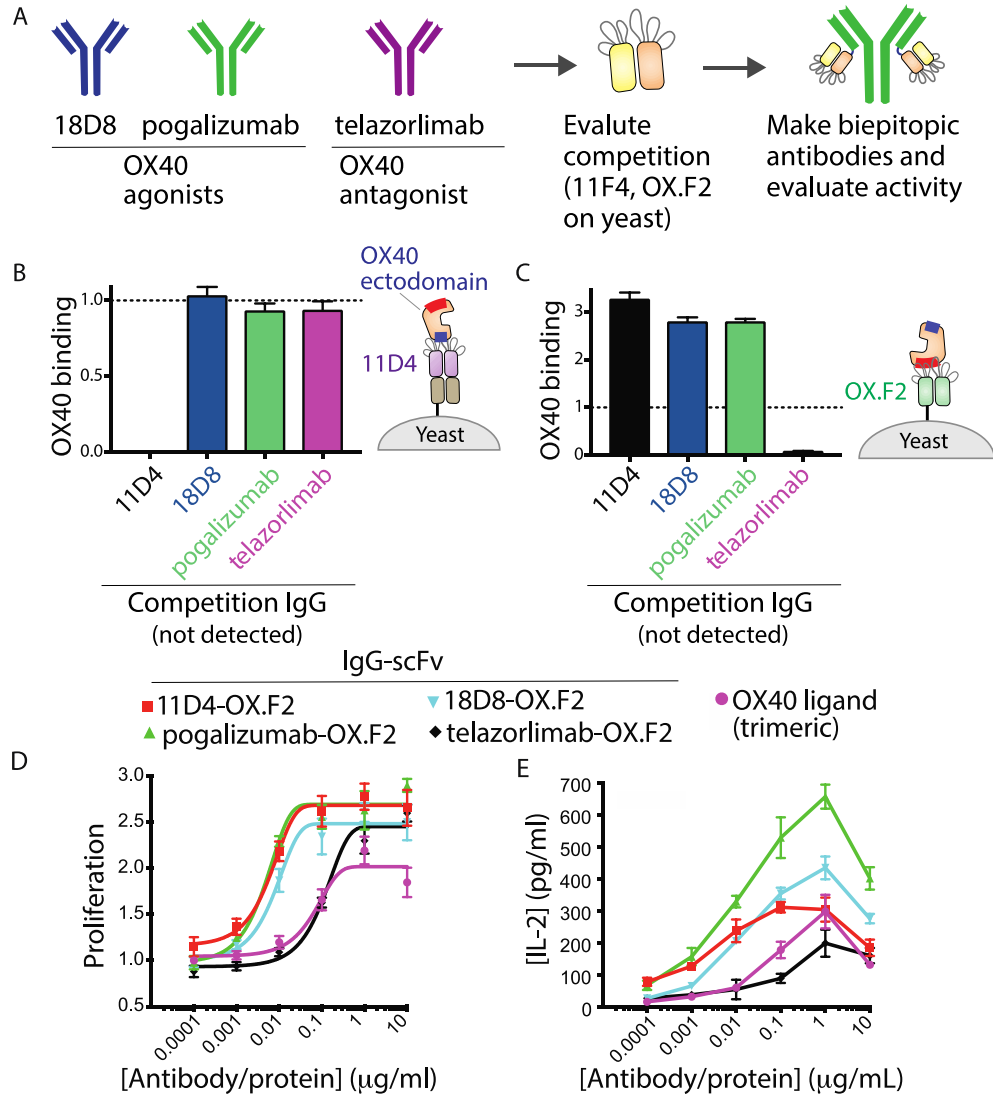 A
18D8 pogalizumab telazorlimab
OX40
agonists
OX40
antagonist
Evalute
competition
(11F4, OX.F2
on yeast)
Make biepitopic
antibodies and
evaluate activity
B
OX40 binding
1.0
0.5
0.0
11D4
18D8
pogalizumab
telazorlimab
Competition IgG
(not detected)
OX40
ectodomain
11D4
Yeast
C
OX40 binding
3
2
1
0
11D4
18D8
pogalizumab
telazorlimab
Competition IgG
(not detected)
OX.F2
Yeast
IgG-scFv
11D4-OX.F2
18D8-OX.F2
OX40 ligand
(trimeric)
pogalizumab-OX.F2
telazorlimab-OX.F2
D
Proliferation
3.0
2.5
2.0
1.5
1.0
0.5
0.0001
0.001
0.01
0.1
1
10
[Antibody/protein] (μg/ml)
E
[IL-2] (pg/ml)
700
600
500
400
300
200
100
0
0.0001
0.001
0.01
0.1
1
10
[Antibody/protein] (μg/mL)